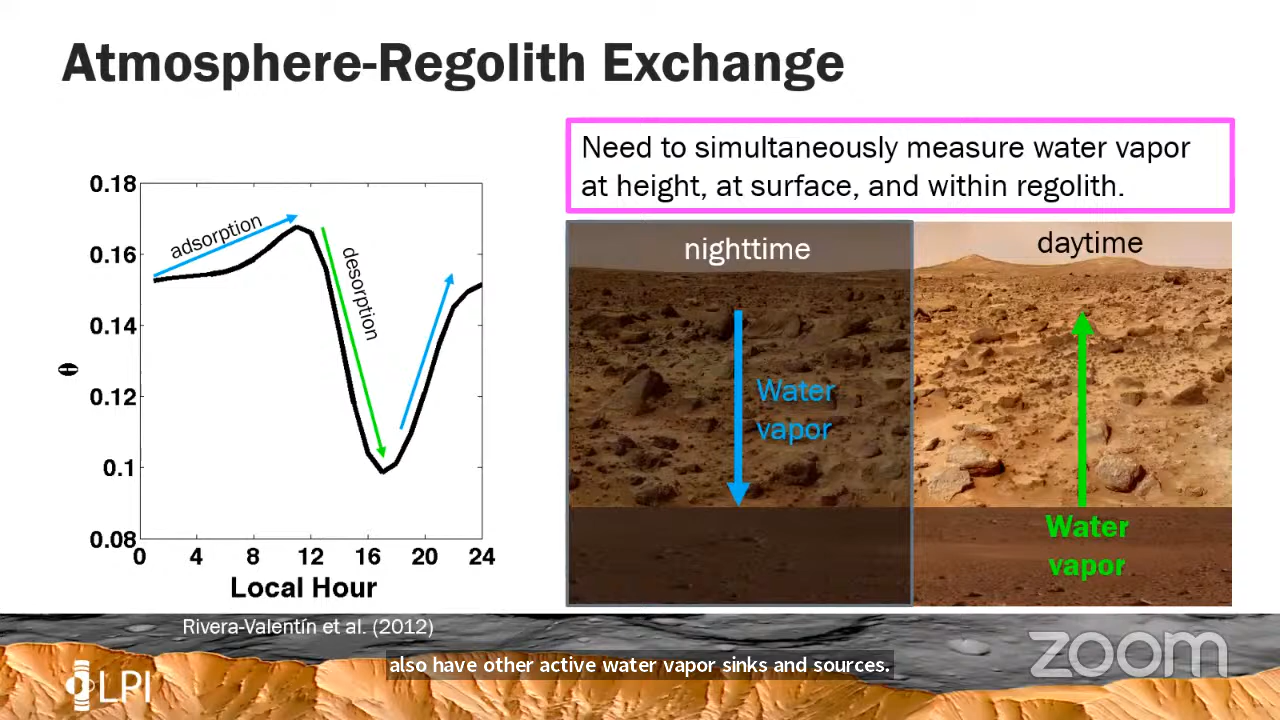 Atmosphere-Regolith Exchange
Need to simultaneously measure water vapor
at height, at surface, and within regolith.
0.18
0.16
0.14
0.12
0.1
0.08
θ
adsorption
desorption
0 4 8 12 16 20 24
Local Hour
nighttime
daytime
Water
vapor
Water
vapor
Rivera-Valentín et al. (2012)
also have other active water vapor sinks and sources.
LPI
zoom